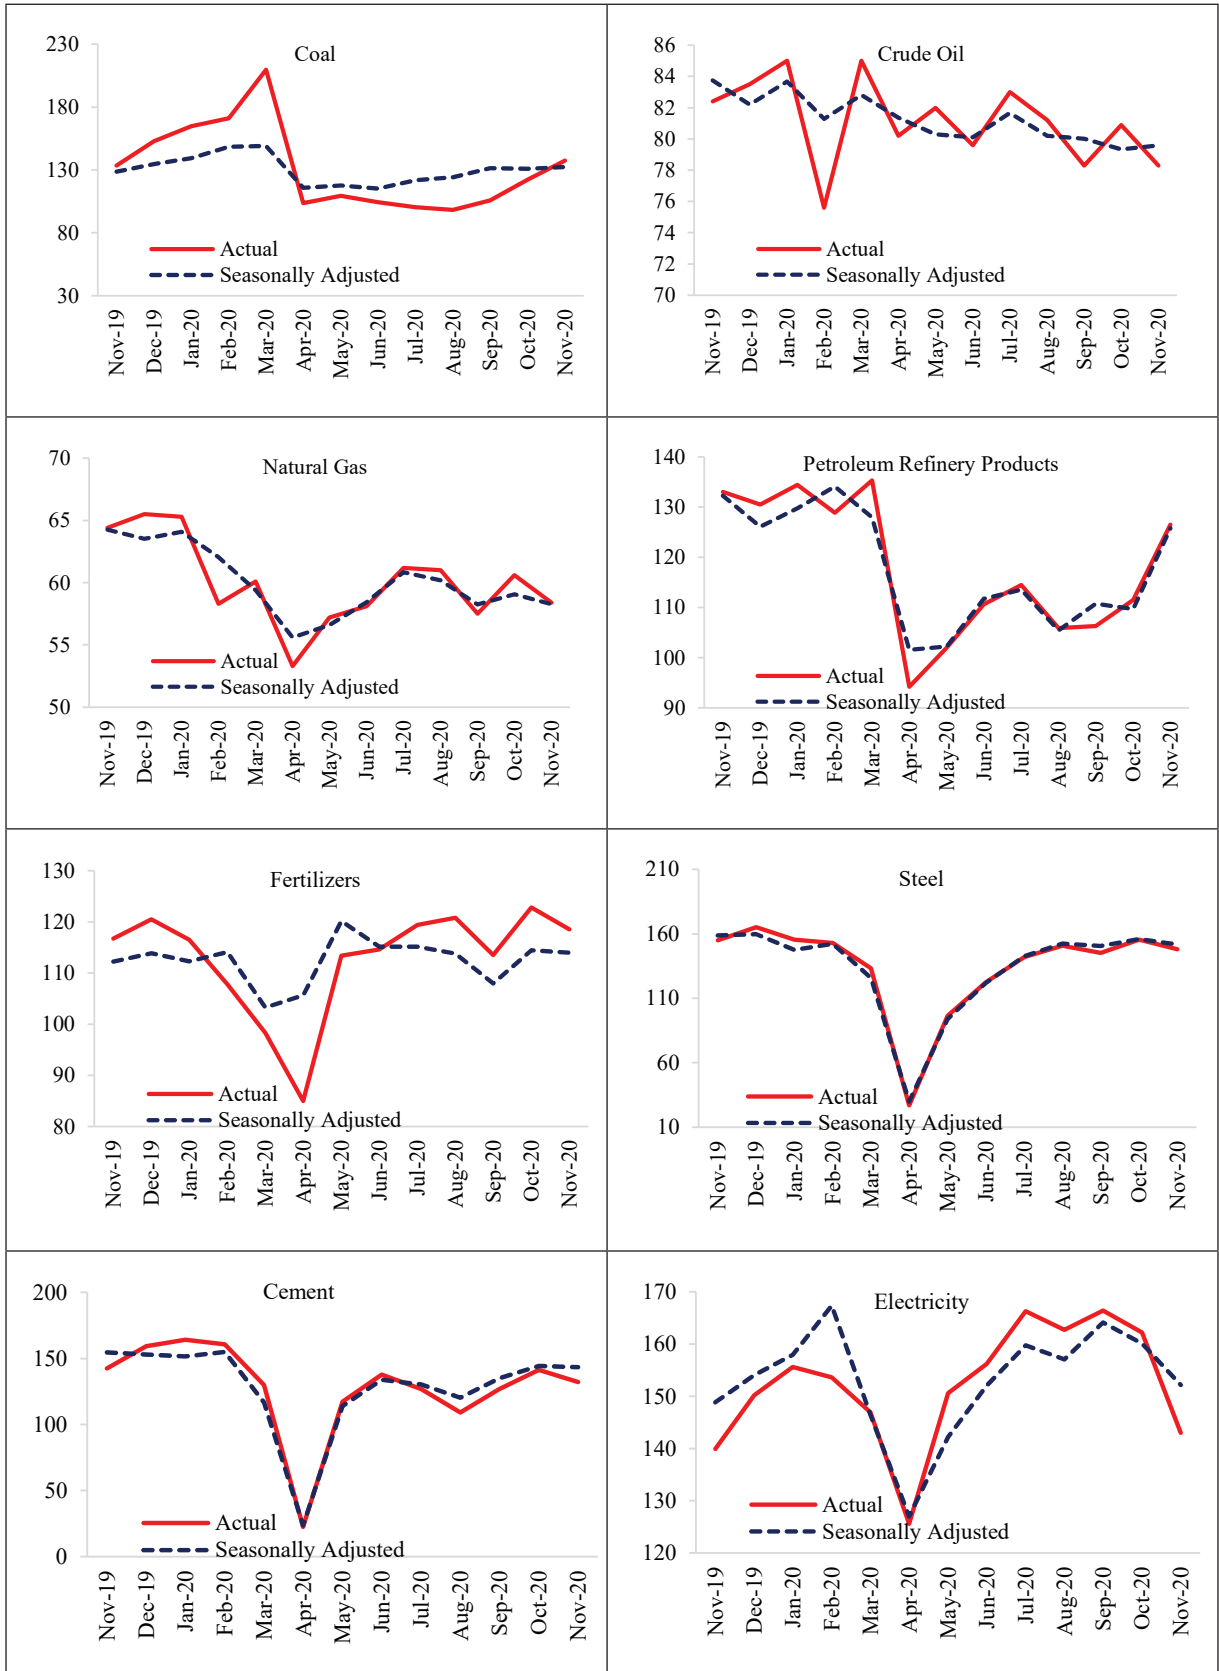 Coal
230
180
130
80
30
Actual
Seasonally Adjusted
Nov-19
Dec-19
Jan-20
Feb-20
Mar-20
Apr-20
May-20
Jun-20
Jul-20
Aug-20
Sep-20
Oct-20
Nov-20
Crude Oil
86
84
82
80
78
76
74
72
70
Actual
Seasonally Adjusted
Nov-19
Dec-19
Jan-20
Feb-20
Mar-20
Apr-20
May-20
Jun-20
Jul-20
Aug-20
Sep-20
Oct-20
Nov-20
Natural Gas
70
65
60
55
50
Actual
Seasonally Adjusted
Nov-19
Dec-19
Jan-20
Feb-20
Mar-20
Apr-20
May-20
Jun-20
Jul-20
Aug-20
Sep-20
Oct-20
Nov-20
Petroleum Refinery Products
140
130
120
110
100
90
Actual
Seasonally Adjusted
Nov-19
Dec-19
Jan-20
Feb-20
Mar-20
Apr-20
May-20
Jun-20
Jul-20
Aug-20
Sep-20
Oct-20
Nov-20
Fertilizers
130
120
110
100
90
80
Actual
Seasonally Adjusted
Nov-19
Dec-19
Jan-20
Feb-20
Mar-20
Apr-20
May-20
Jun-20
Jul-20
Aug-20
Sep-20
Oct-20
Nov-20
Steel
210
160
110
60
10
Actual
Seasonally Adjusted
Nov-19
Dec-19
Jan-20
Feb-20
Mar-20
Apr-20
May-20
Jun-20
Jul-20
Aug-20
Sep-20
Oct-20
Nov-20
Cement
200
150
100
50
0
Actual
Seasonally Adjusted
Nov-19
Dec-19
Jan-20
Feb-20
Mar-20
Apr-20
May-20
Jun-20
Jul-20
Aug-20
Sep-20
Oct-20
Nov-20
Electricity
170
160
150
140
130
120
Actual
Seasonally Adjusted
Nov-19
Dec-19
Jan-20
Feb-20
Mar-20
Apr-20
May-20
Jun-20
Jul-20
Aug-20
Sep-20
Oct-20
Nov-20